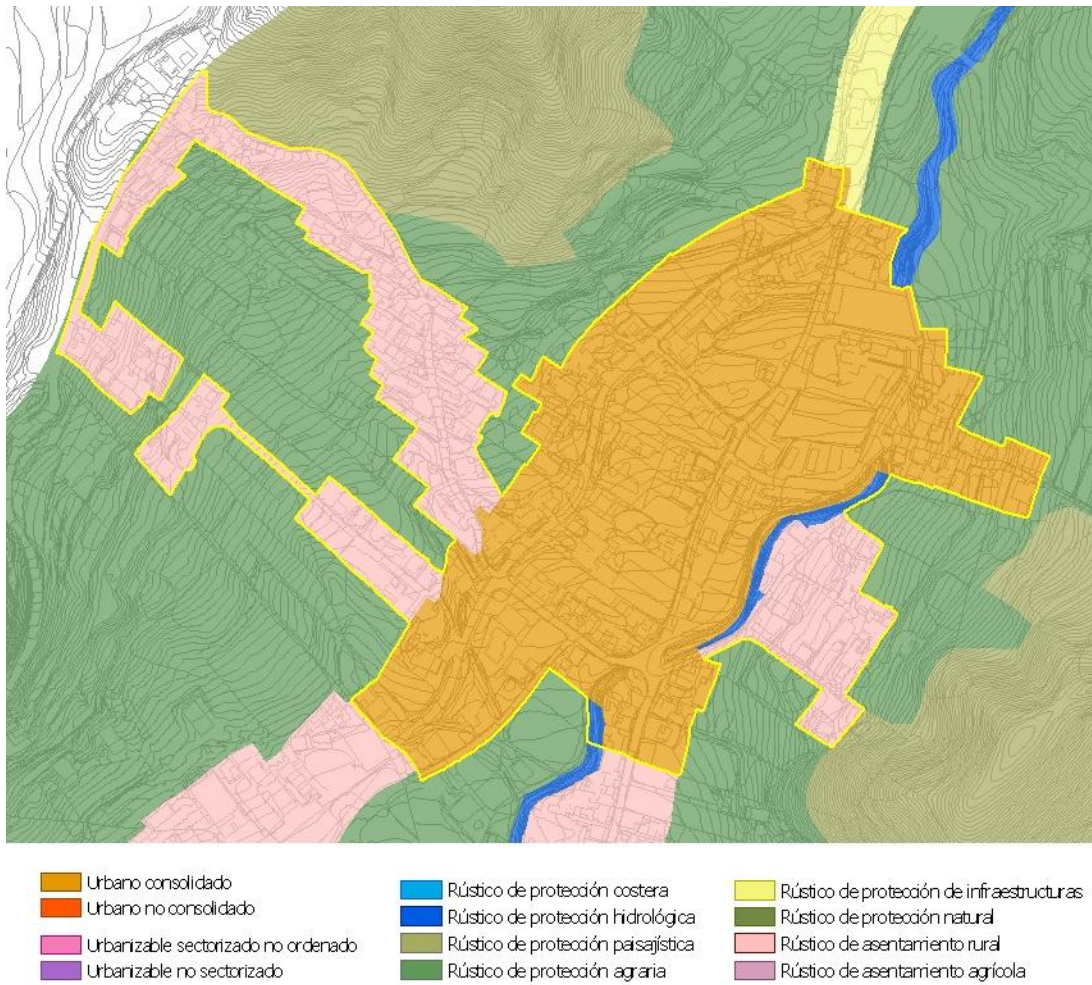 Urbano consolidado
Urbano no consolidado
Urbanizable sectorizado no ordenado
Urbanizable no sectorizado
Rústico de protección costera
Rústico de protección hidrológica
Rústico de protección paisajística
Rústico de protección agraria
Rústico de protección de infraestructuras
Rústico de protección natural
Rústico de asentamiento rural
Rústico de asentamiento agrícola